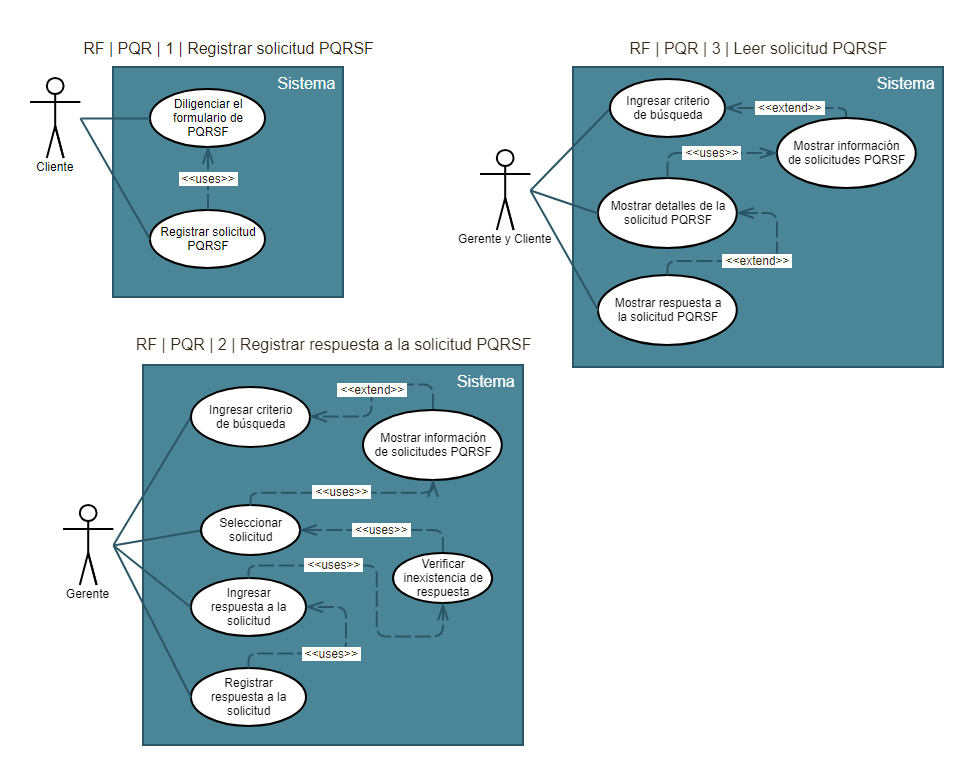 RF | PQR | 1 | Registrar solicitud PQRSF
Sistema
Diligenciar el
formulario de
PQRSF
<<uses>>
Registrar solicitud
PQRSF
Cliente
RF | PQR | 3 | Leer solicitud PQRSF
Sistema
Ingresar criterio
de búsqueda
<<extend>>
Mostrar información
de solicitudes PQRSF
<<uses>>
Mostrar detalles de la
solicitud PQRSF
<<extend>>
Mostrar respuesta a
la solicitud PQRSF
Gerente y Cliente
RF | PQR | 2 | Registrar respuesta a la solicitud PQRSF
Sistema
Ingresar criterio
de búsqueda
<<extend>>
Mostrar información
de solicitudes PQRSF
<<uses>>
Seleccionar
solicitud
<<uses>>
Verificar
inexistencia de
respuesta
<<uses>>
Ingresar
respuesta a la
solicitud
<<uses>>
Registrar
respuesta a la
solicitud
Gerente